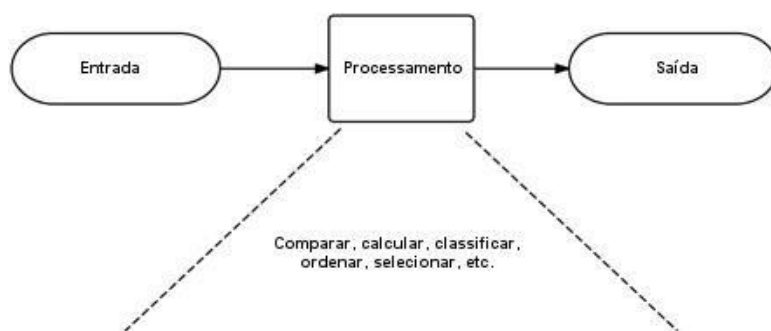 Entrada
Processamento
Saída
Comparar, calcular, classificar,
ordenar, selecionar, etc.